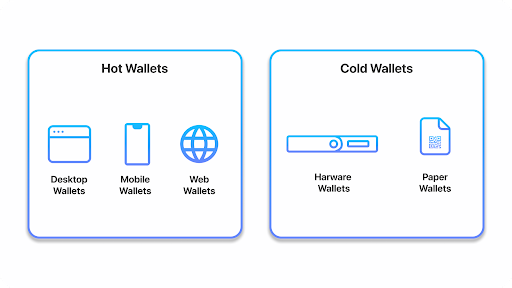 Hot Wallets
Desktop
Wallets
Mobile
Wallets
Web
Wallets
Cold Wallets
Harware
Wallets
Paper
Wallets